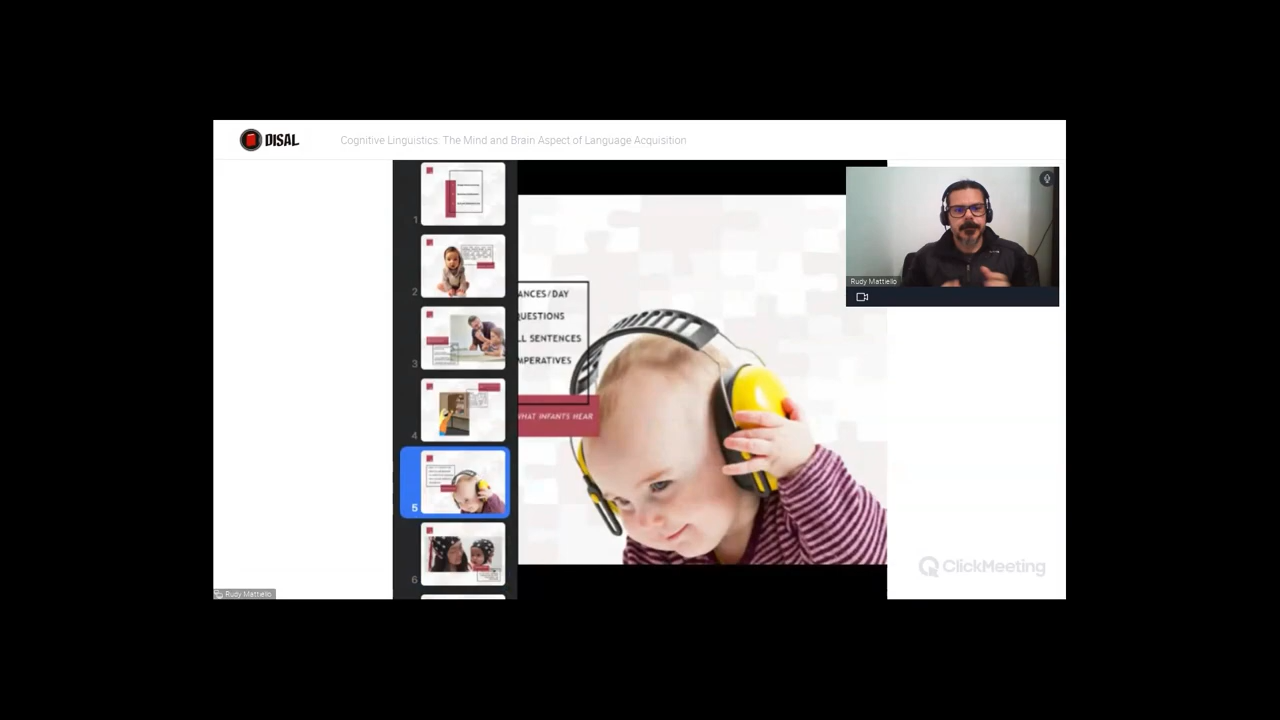 DISAL
Cognitive Linguistics: The Mind and Brain Aspect of Language Acquisition
1
2
3
4
5
6
ANCES/DAY
QUESTIONS
LL SENTENCES
MPERATIVES
WHAT INFANTS HEAR
Rudy Mattiello
ClickMeeting
Rudy Mattiello